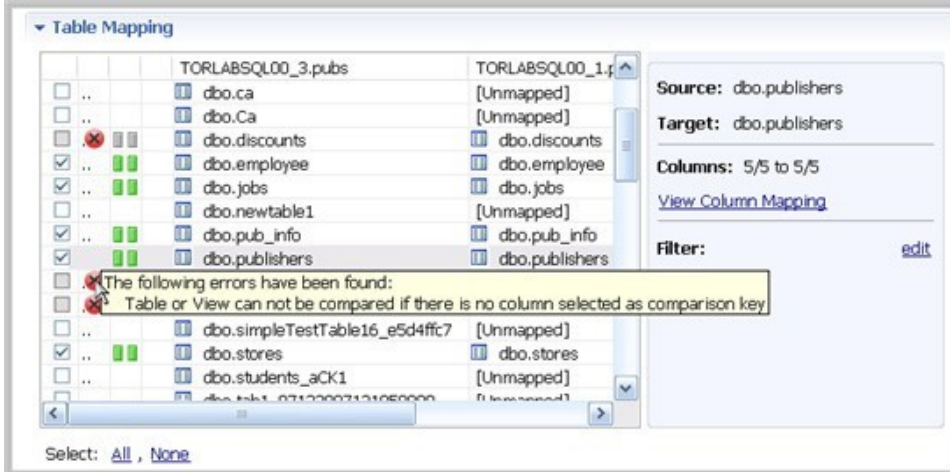 Table Mapping
TORLABSQL00_3.pubs TORLABSQL00_1.p
.. dbo.ca [Unmapped]
.. dbo.Ca [Unmapped]
. dbo.discounts dbo.discounts
.. dbo.employee dbo.employee
.. dbo.jobs dbo.jobs
.. dbo.newtable1 [Unmapped]
.. dbo.pub_info dbo.pub_info
dbo.publishers dbo.publishers
The following errors have been found:
Table or View can not be compared if there is no column selected as comparison key
.. dbo.simpleTestTable16_e5d4ffc7 [Unmapped]
.. dbo.stores dbo.stores
.. dbo.students_aCK1 [Unmapped]
[Unmapped]
Source: dbo.publishers
Target: dbo.publishers
Columns: 5/5 to 5/5
View Column Mapping
Filter: edit
Select: All , None